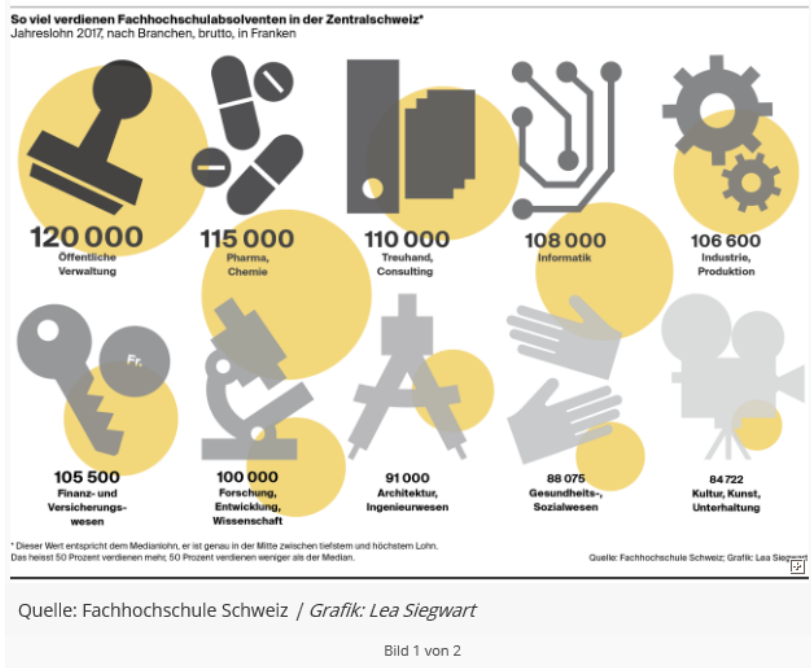 So viel verdienen Fachhochschulabsolventen in der Zentralschweiz*
Jahreslohn 2017, nach Branchen, brutto, in Franken
120 000
Öffentliche
Verwaltung
115 000
Pharma,
Chemie
110 000
Treuhand,
Consulting
108 000
Informatik
106 600
Industrie,
Produktion
Fr.
105 500
Finanz- und
Versicherungs-
wesen
100 000
Forschung,
Entwicklung,
Wissenschaft
91 000
Architektur,
Ingenieurwesen
88 075
Gesundheits-,
Sozialwesen
84 722
Kultur, Kunst,
Unterhaltung
* Dieser Wert entspricht dem Medianlohn, er ist genau in der Mitte zwischen tiefstem und höchstem Lohn.
Das heisst 50 Prozent verdienen mehr, 50 Prozent verdienen weniger als der Median.
Quelle: Fachhochschule Schweiz; Grafik: Lea Siegwart
Quelle: Fachhochschule Schweiz / Grafik: Lea Siegwart
Bild 1 von 2